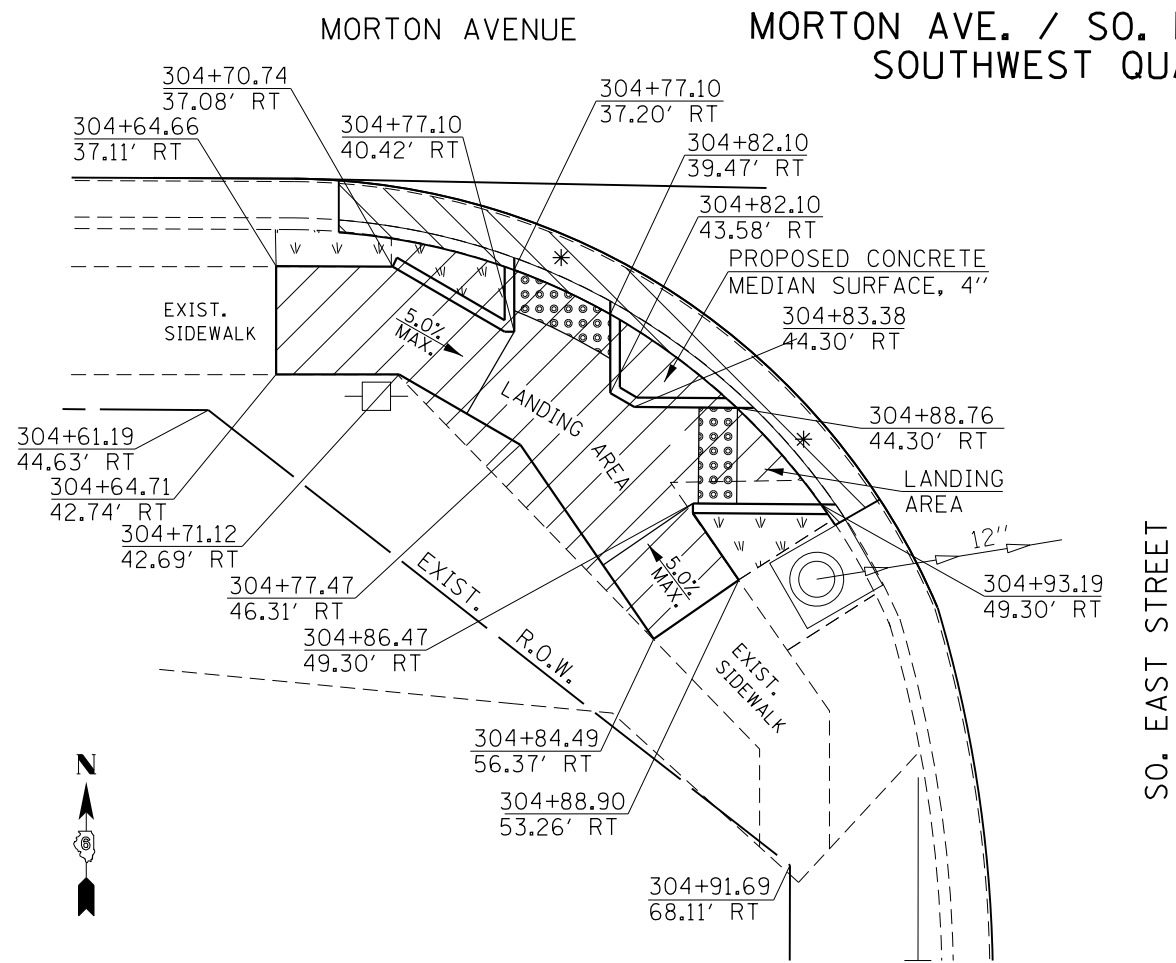 MORTON AVENUE
MORTON AVE. / SO.
SOUTHWEST
304+70.74
37.08' RT
304+77.10
37.20' RT
304+64.66
37.11' RT
304+77.10
40.42' RT
304+82.10
39.47' RT
304+82.10
43.58' RT
PROPOSED CONCRETE
MEDIAN SURFACE, 4"
304+83.38
44.30' RT
EXIST.
SIDEWALK
5.0%
MAX.
LANDING
AREA
304+88.76
44.30' RT
304+61.19
44.63' RT
LANDING
AREA
304+64.71
42.74' RT
304+71.12
42.69' RT
12"
EXIST.
R.O.W.
5.0%
MAX.
304+77.47
46.31' RT
304+93.19
49.30' RT
304+86.47
49.30' RT
EXIST.
SIDEWALK
SO. EAST STREET
304+84.49
56.37' RT
304+88.90
53.26' RT
N
6
304+91.69
68.11' RT